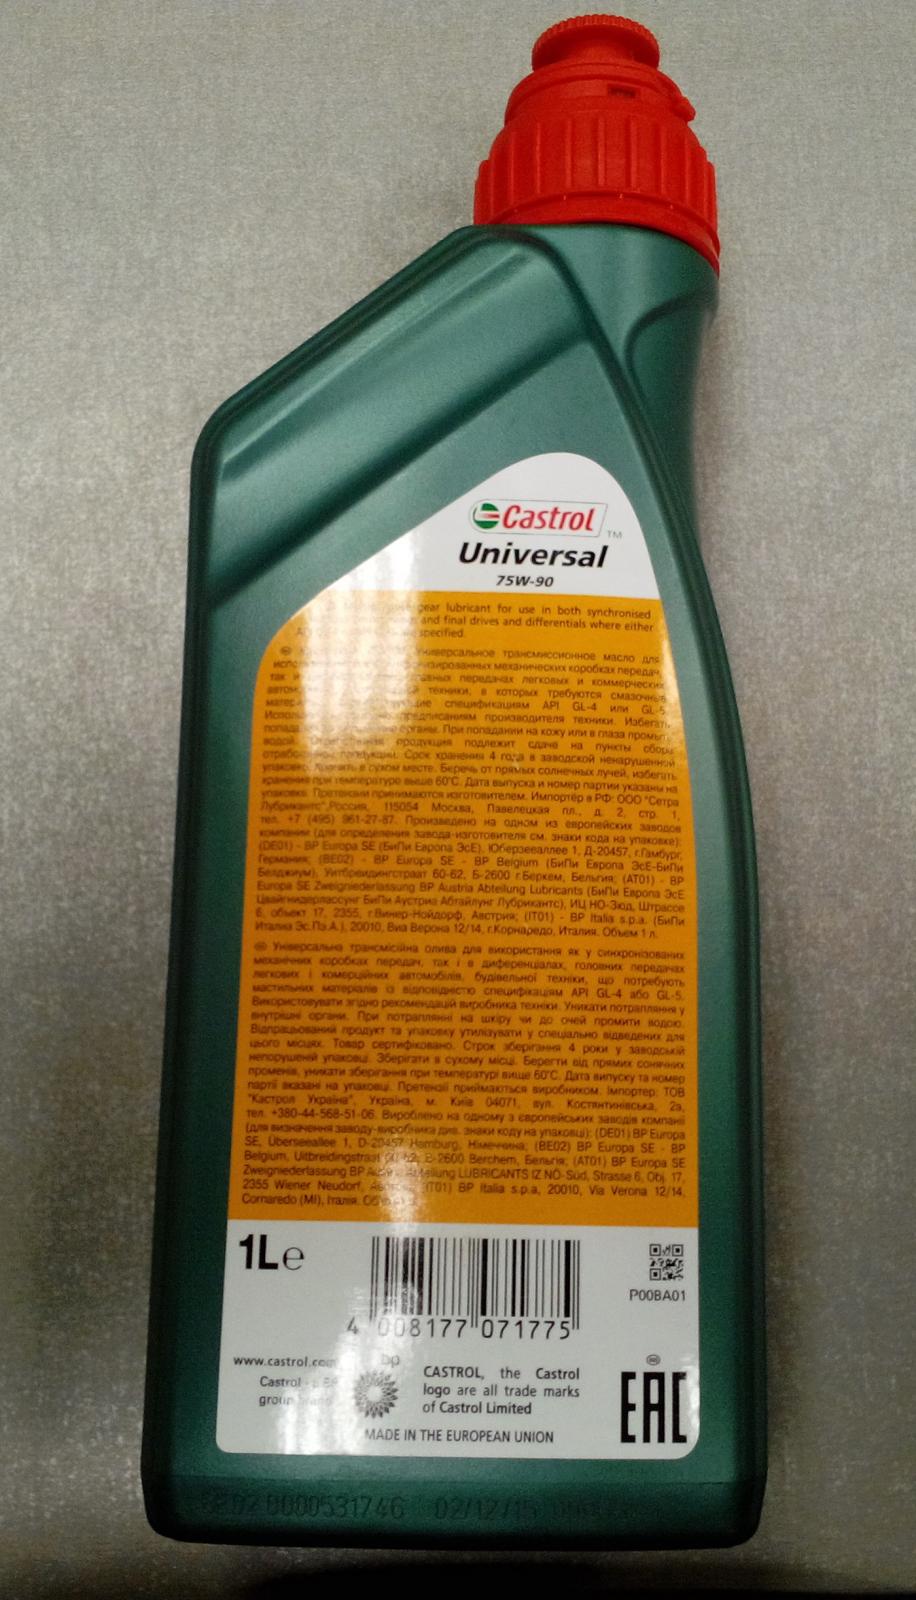 Castrol
TM
Universal
75W-90
gear lubricant for use in both synchronised
and final drives and differentials where either
specified.
Универсальное трансмиссионное масло для
механических коробках передач,
передачах легковых и коммерческих
техники, в которых требуются смазочные
спецификациям API GL-4 или GL-5.
предписаниям производителя техники. Избегать
органы. При попадании на кожу или в глаза промыть
водой. продукция подлежит сдаче на пункты сбора
продукции. Срок хранения 4 года в заводской ненарушенной
упаковке. Хранить в сухом месте. Беречь от прямых солнечных лучей, избегать
хранения при температуре выше 60°C. Дата выпуска и номер партии указаны на
упаковке. Претензии принимаются изготовителем. Импортёр в РФ: ООО "Сетра
Лубрикантс",Россия, 115054 Москва, Павелецкая пл., д. 2, стр. 1,
тел. +7 (495) 961-27-87. Произведено на одном из европейских заводов
компании (для определения завода-изготовителя см. знаки кода на упаковке):
(DE01) - BP Europa SE (БиПи Европа ЭсЕ), Юберзеаллее 1, Д-20457, г.Гамбург,
Германия; (BE02) - BP Europa SE - BP Belgium (БиПи Европа ЭсЕ-БиПи
Белджиум), Уитбрейдингстраат 60-62, Б-2600 г.Беркем, Бельгия; (AT01) - BP
Europa SE Zweigniederlassung BP Austria Abteilung Lubricants (БиПи Европа ЭсЕ
Цвайгнидерлассунг БиПи Аустриа Абтайлунг Лубрикантс), ИЦ НО-Зюд, Штрассе
6, объект 17, 2355, г.Винер-Нойдорф, Австрия; (IT01) - BP Italia s.p.a. (БиПи
Италиа Эс.Пэ.А.), 20010, Виа Верона 12/14, г.Корнаредо, Италия. Объем 1 л.
Універсальна трансмісійна олива для використання як у синхронізованих
механічних коробках передач, так і в диференціалах, головних передачах
легкових і комерційних автомобілів, будівельної техніки, що потребують
мастильних матеріалів із відповідністю специфікаціям API GL-4 або GL-5.
Використовувати згідно рекомендацій виробника техніки. Уникати потрапляння у
внутрішні органи. При потраплянні на шкіру чи до очей промити водою.
Відпрацьований продукт та упаковку утилізувати у спеціально відведених для
цього місцях. Товар сертифіковано. Строк зберігання 4 роки у заводській
непорушеній упаковці. Зберігати в сухому місці. Берегти від прямих сонячних
променів, уникати зберігання при температурі вище 60°C. Дата випуску та номер
партії вказані на упаковці. Претензії приймаються виробником. Імпортер: ТОВ
"Кастрол Україна", Україна, м. Київ 04071, вул. Костянтинівська, 2а,
тел. +380-44-568-51-06. Вироблено на одному з європейських заводів компанії
(для визначення заводу-виробника див. знаки коду на упаковці): (DE01) BP Europa
SE, Überseeallee 1, D-20457 Hamburg, Німеччина; (BE02) BP Europa SE - BP
Belgium, Uitbreidingstraat 60-62, B-2600 Berchem, Бельгія; (AT01) BP Europa SE
Zweigniederlassung BP Abteilung LUBRICANTS IZ NÖ-Süd, Strasse 6, Obj. 17,
2355 Wiener Neudorf, (IT01) BP Italia s.p.a, 20010, Via Verona 12/14,
Cornaredo (MI), Італія.
1L e
4 008177 071775
P00BA01
www.castrol.com
bp
Castrol
group
CASTROL, the Castrol
logo are all trade marks
of Castrol Limited
EAC
MADE IN THE EUROPEAN UNION
0000531746 02/12/15